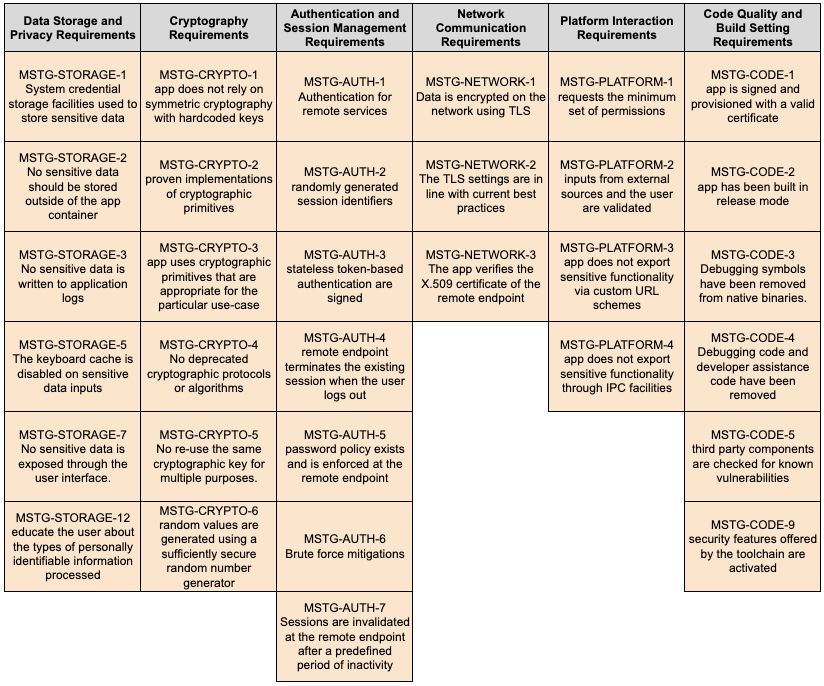 Data Storage and
Privacy Requirements
Cryptography
Requirements
Authentication and
Session Management
Requirements
Network
Communication
Requirements
Platform Interaction
Requirements
Code Quality and
Build Setting
Requirements
MSTG-STORAGE-1
System credential
storage facilities used to
store sensitive data
MSTG-CRYPTO-1
app does not rely on
symmetric cryptography
with hardcoded keys
MSTG-AUTH-1
Authentication for
remote services
MSTG-NETWORK-1
Data is encrypted on the
network using TLS
MSTG-PLATFORM-1
requests the minimum
set of permissions
MSTG-CODE-1
app is signed and
provisioned with a valid
certificate
MSTG-STORAGE-2
No sensitive data
should be stored
outside of the app
container
MSTG-CRYPTO-2
proven implementations
of cryptographic
primitives
MSTG-AUTH-2
randomly generated
session identifiers
MSTG-NETWORK-2
The TLS settings are in
line with current best
practices
MSTG-PLATFORM-2
inputs from external
sources and the user
are validated
MSTG-CODE-2
app has been built in
release mode
MSTG-STORAGE-3
No sensitive data is
written to application
logs
MSTG-CRYPTO-3
app uses cryptographic
primitives that are
appropriate for the
particular use-case
MSTG-AUTH-3
stateless token-based
authentication are
signed
MSTG-NETWORK-3
The app verifies the
X.509 certificate of the
remote endpoint
MSTG-PLATFORM-3
app does not export
sensitive functionality
via custom URL
schemes
MSTG-CODE-3
Debugging symbols
have been removed
from native binaries.
MSTG-STORAGE-5
The keyboard cache is
disabled on sensitive
data inputs
MSTG-CRYPTO-4
No deprecated
cryptographic protocols
or algorithms
MSTG-AUTH-4
remote endpoint
terminates the existing
session when the user
logs out
MSTG-PLATFORM-4
app does not export
sensitive functionality
through IPC facilities
MSTG-CODE-4
Debugging code and
developer assistance
code have been
removed
MSTG-STORAGE-7
No sensitive data is
exposed through the
user interface.
MSTG-CRYPTO-5
No re-use the same
cryptographic key for
multiple purposes.
MSTG-AUTH-5
password policy exists
and is enforced at the
remote endpoint
MSTG-CODE-5
third party components
are checked for known
vulnerabilities
MSTG-STORAGE-12
educate the user about
the types of personally
identifiable information
processed
MSTG-CRYPTO-6
random values are
generated using a
sufficiently secure
random number
generator
MSTG-AUTH-6
Brute force mitigations
MSTG-CODE-9
security features offered
by the toolchain are
activated
MSTG-AUTH-7
Sessions are invalidated
at the remote endpoint
after a predefined
period of inactivity